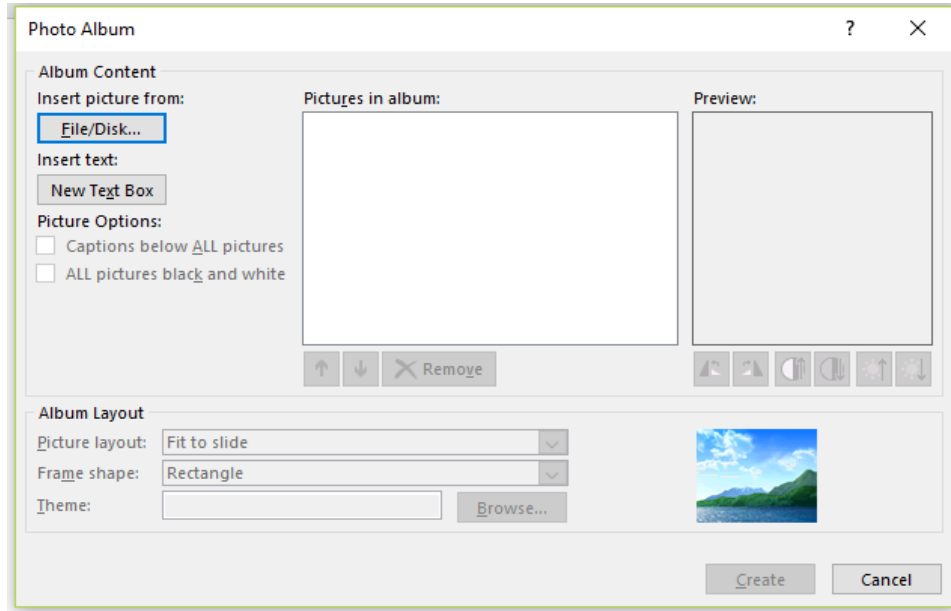 Photo Album
?
Album Content
Insert picture from:
Pictures in album:
Preview:
File/Disk...
Insert text:
New Text Box
Picture Options:
Captions below ALL pictures
ALL pictures black and white
Remove
Album Layout
Picture layout:
Fit to slide
Frame shape:
Rectangle
Theme:
Browse...
Create
Cancel